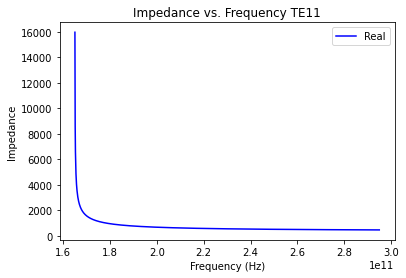 Impedance vs. Frequency TE11
Real
16000
14000
12000
10000
8000
6000
4000
2000
0
Impedance
1.6 1.8 2.0 2.2 2.4 2.6 2.8 3.0
1e11
Frequency (Hz)